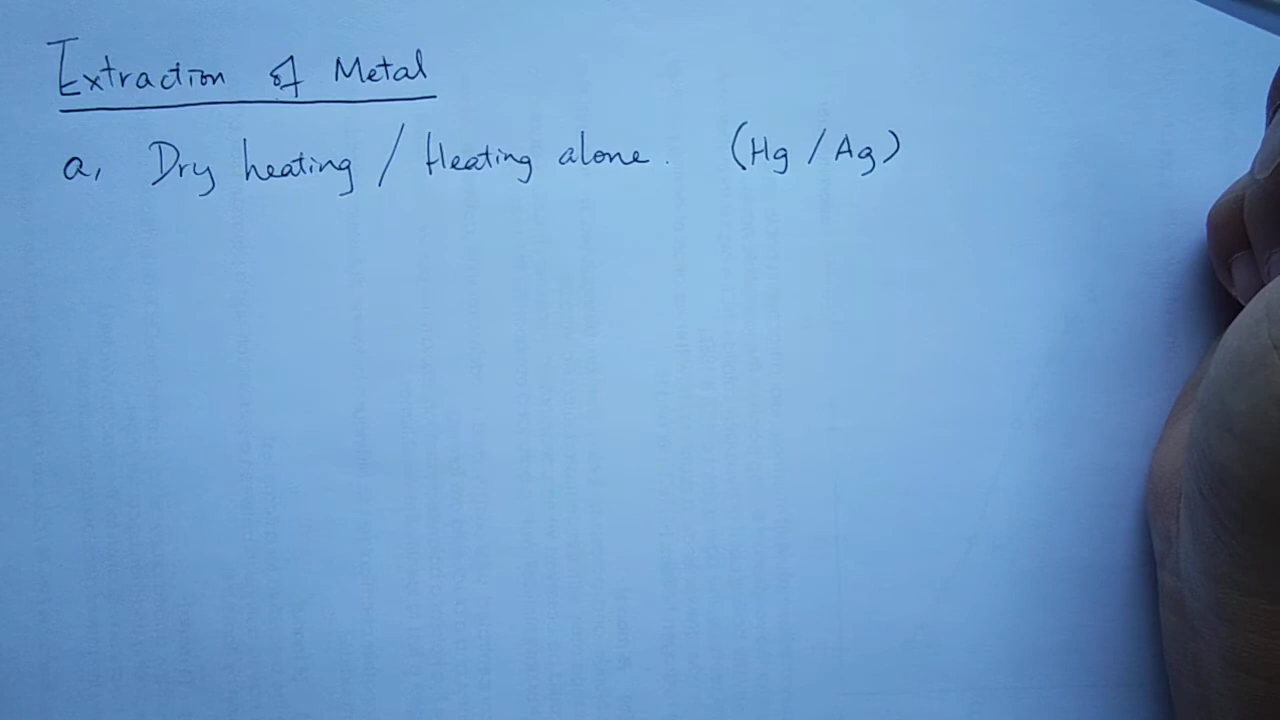 Extraction of Metal
a, Dry heating / Heating alone. (Hg / Ag)